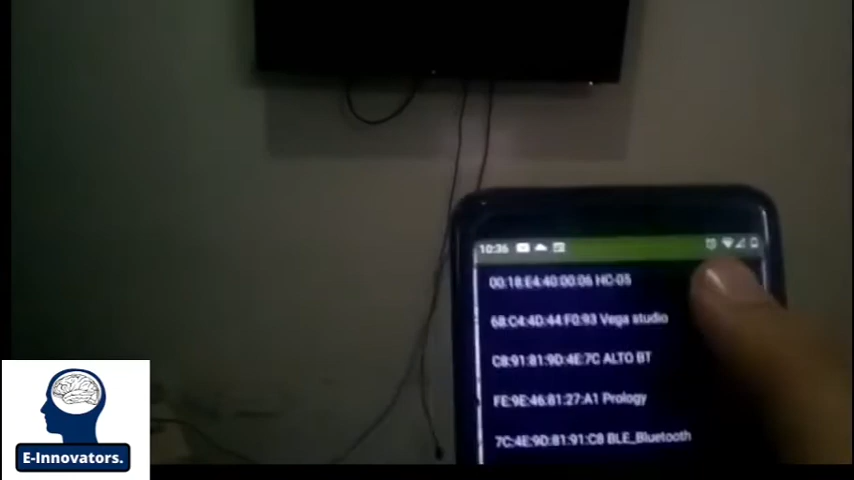 10:36
00:18:E4:40:00:06 HC-05
68:C4:4D:44:F0:93 Vega studio
C8:91:81:9D:4E:7C ALTO BT
FE:9E:46:81:27:A1 Prology
7C:4E:9D:81:91:C8 BLE_Bluetooth
E-Innovators.